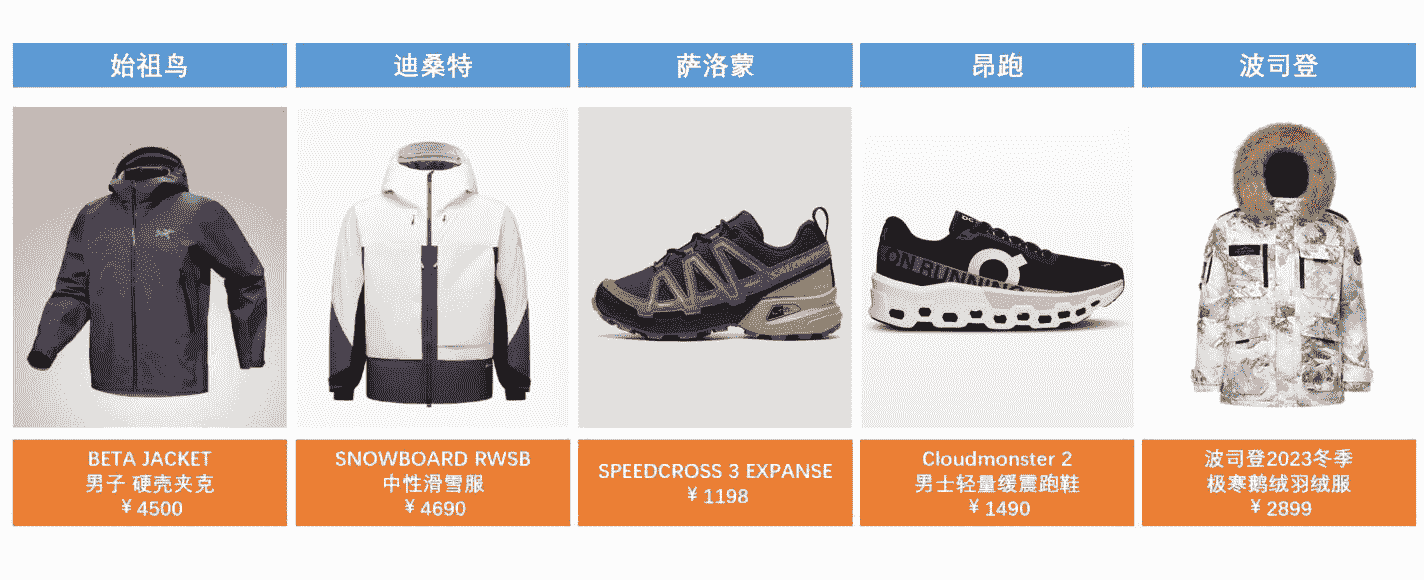 始祖鸟
迪桑特
萨洛蒙
昂跑
波司登
ON RUNNING
BETA JACKET
男子 硬壳夹克
¥ 4500
SNOWBOARD RWSB
中性滑雪服
¥ 4690
SPEEDCROSS 3 EXPANSE
¥ 1198
Cloudmonster 2
男士轻量缓震跑鞋
¥ 1490
波司登2023冬季
极寒鹅绒羽绒服
¥ 2899